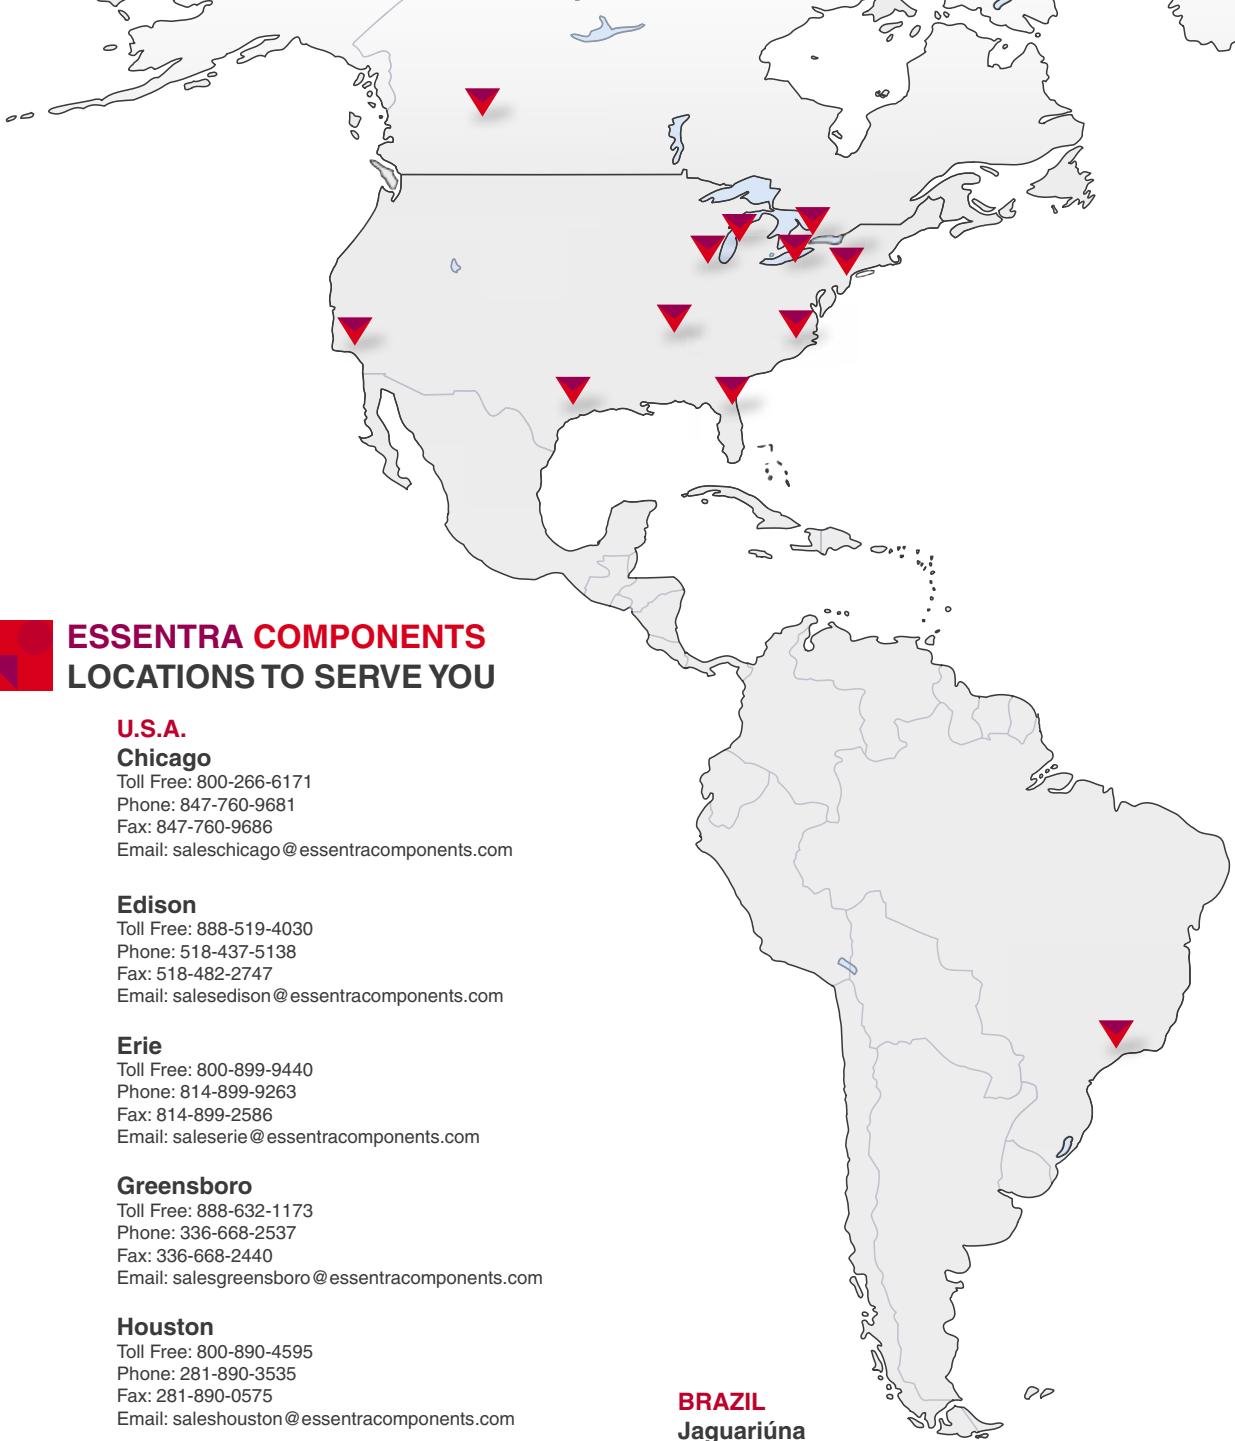 ESSENTRA COMPONENTS
LOCATIONS TO SERVE YOU
U.S.A.
Chicago
Toll Free: 800-266-6171
Phone: 847-760-9681
Fax: 847-760-9686
Email: saleschicago@essentracomponents.com
Edison
Toll Free: 888-519-4030
Phone: 518-437-5138
Fax: 518-482-2747
Email: salesedison@essentracomponents.com
Erie
Toll Free: 800-899-9440
Phone: 814-899-9263
Fax: 814-899-2586
Email: saleserie@essentracomponents.com
Greensboro
Toll Free: 888-632-1173
Phone: 336-668-2537
Fax: 336-668-2440
Email: salesgreensboro@essentracomponents.com
Houston
Toll Free: 800-890-4595
Phone: 281-890-3535
Fax: 281-890-0575
Email: saleshouston@essentracomponents.com
BRAZIL
Jaguariúna